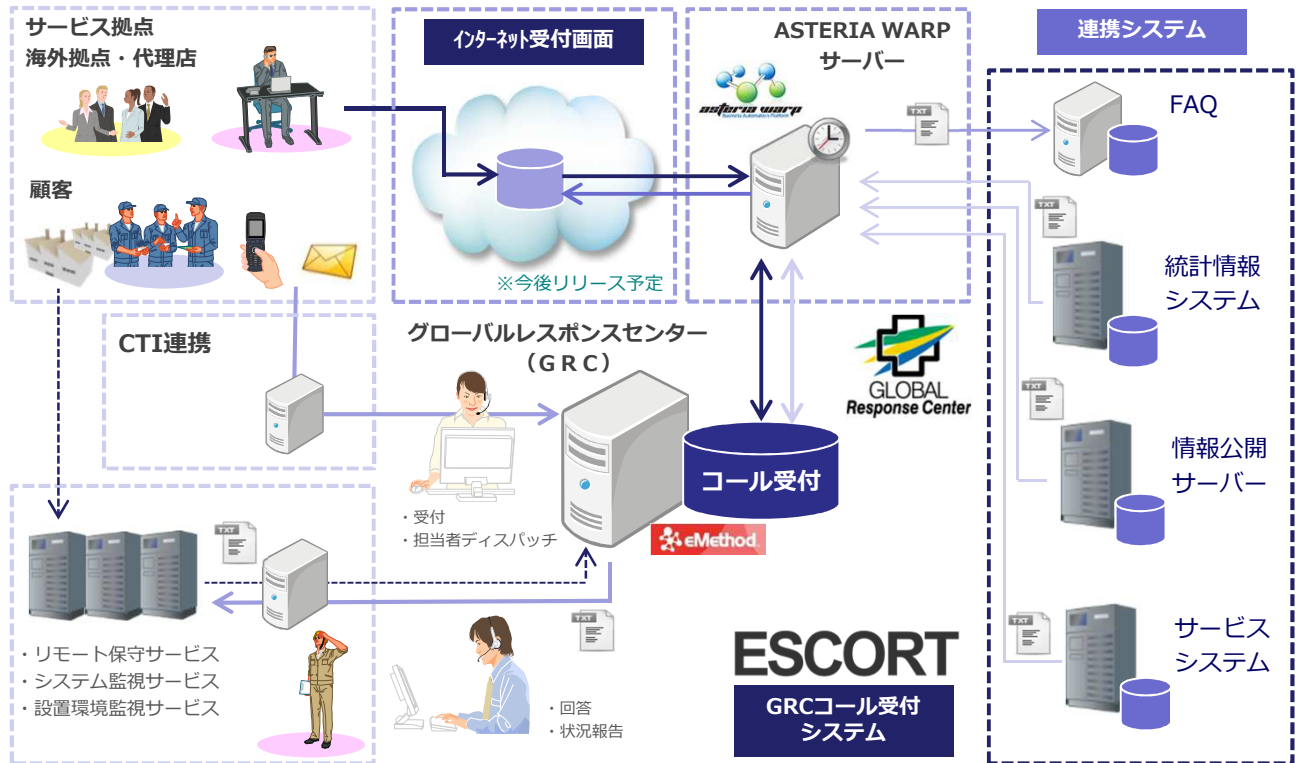 サービス拠点
海外拠点・代理店
顧客
インターネット受付画面
※今後リリース予定
ASTERIA WARP
サーバー
asteria warp
TXT
連携システム
FAQ
TXT
統計情報
システム
TXT
情報公開
サーバー
TXT
サービス
システム
CTI連携
グローバルレスポンスセンター
（ＧＲＣ）
GLOBAL
Response Center
コール受付
eMethod
・受付
・担当者ディスパッチ
TXT
・リモート保守サービス
・システム監視サービス
・設置環境監視サービス
TXT
・回答
・状況報告
ESCORT
GRCコール受付
システム